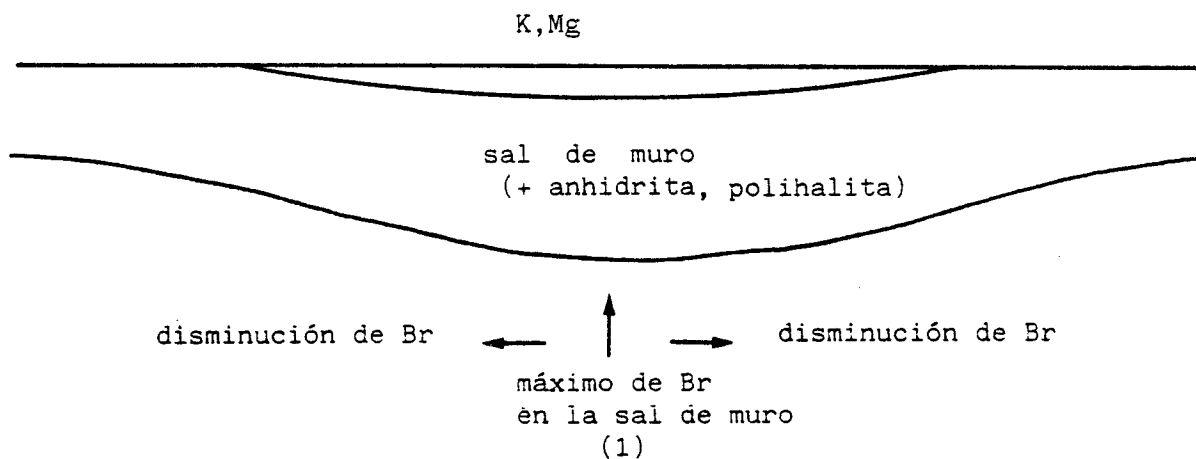 K,Mg
sal de muro
(+ anhidrita, polihalita)
disminución de Br
disminución de Br
máximo de Br
en la sal de muro
(1)